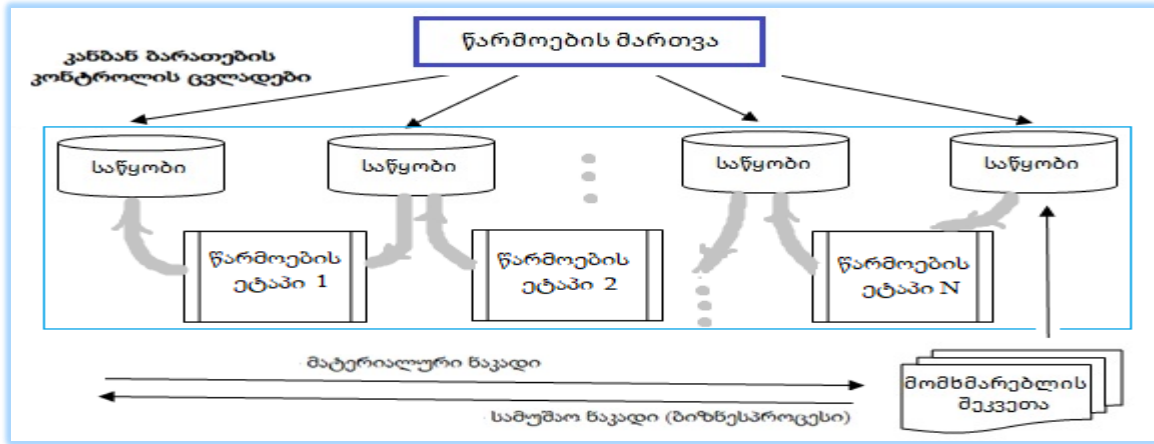 წარმოების მართვა
კანბან ბარათების
კონტროლის ცვლადები
საწყობი
საწყობი
საწყობი
საწყობი
წარმოების
ეტაპი 1
წარმოების
ეტაპი 2
წარმოების
ეტაპი N
მატერიალური ნაკადი
სამუშაო ნაკადი (ბიზნესპროცესი)
მომხმარებლის
შეკვეთა